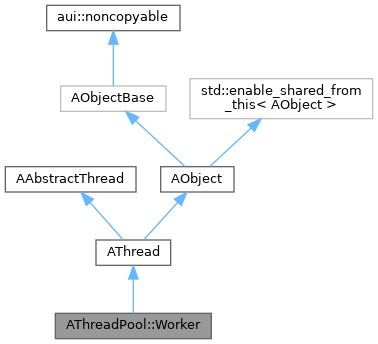 aui::noncopyable
AObjectBase
std::enable_shared_from
_this< AObject >
AAbstractThread
AObject
AThread
AThreadPool::Worker